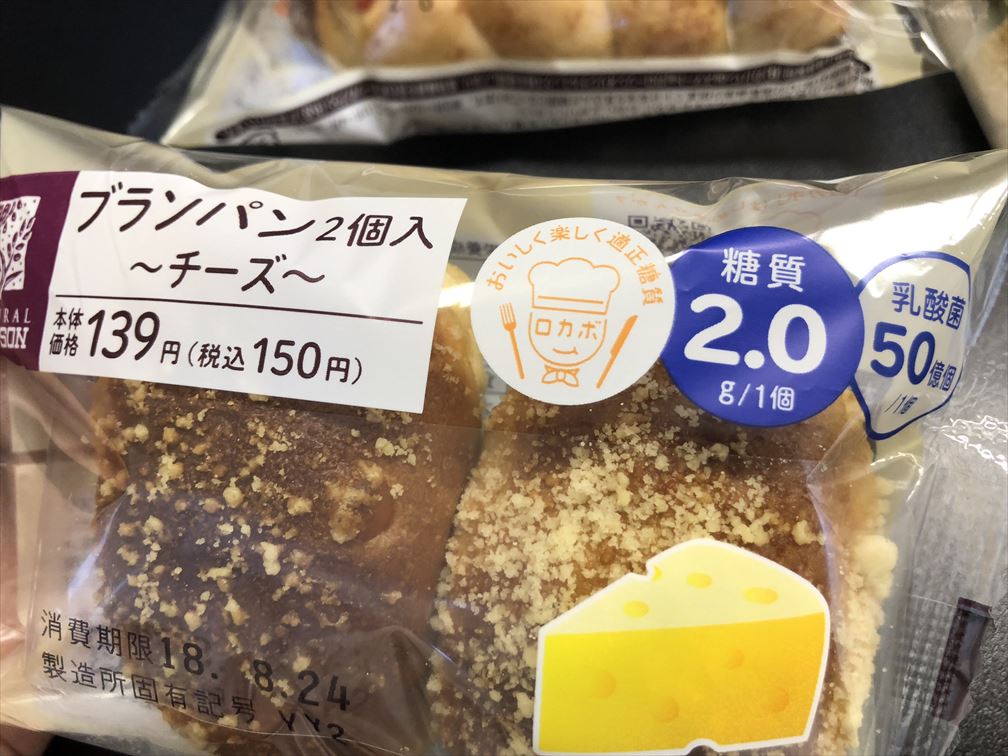 ブランパン2個入
~チーズ~
本体価格139円(税込150円)
おいしく楽しく適正糖質
ロカボ
糖質
2.0
g/1個
乳酸菌
50億個
/1個
消費期限18. 8.24
製造所固有記号 YY2